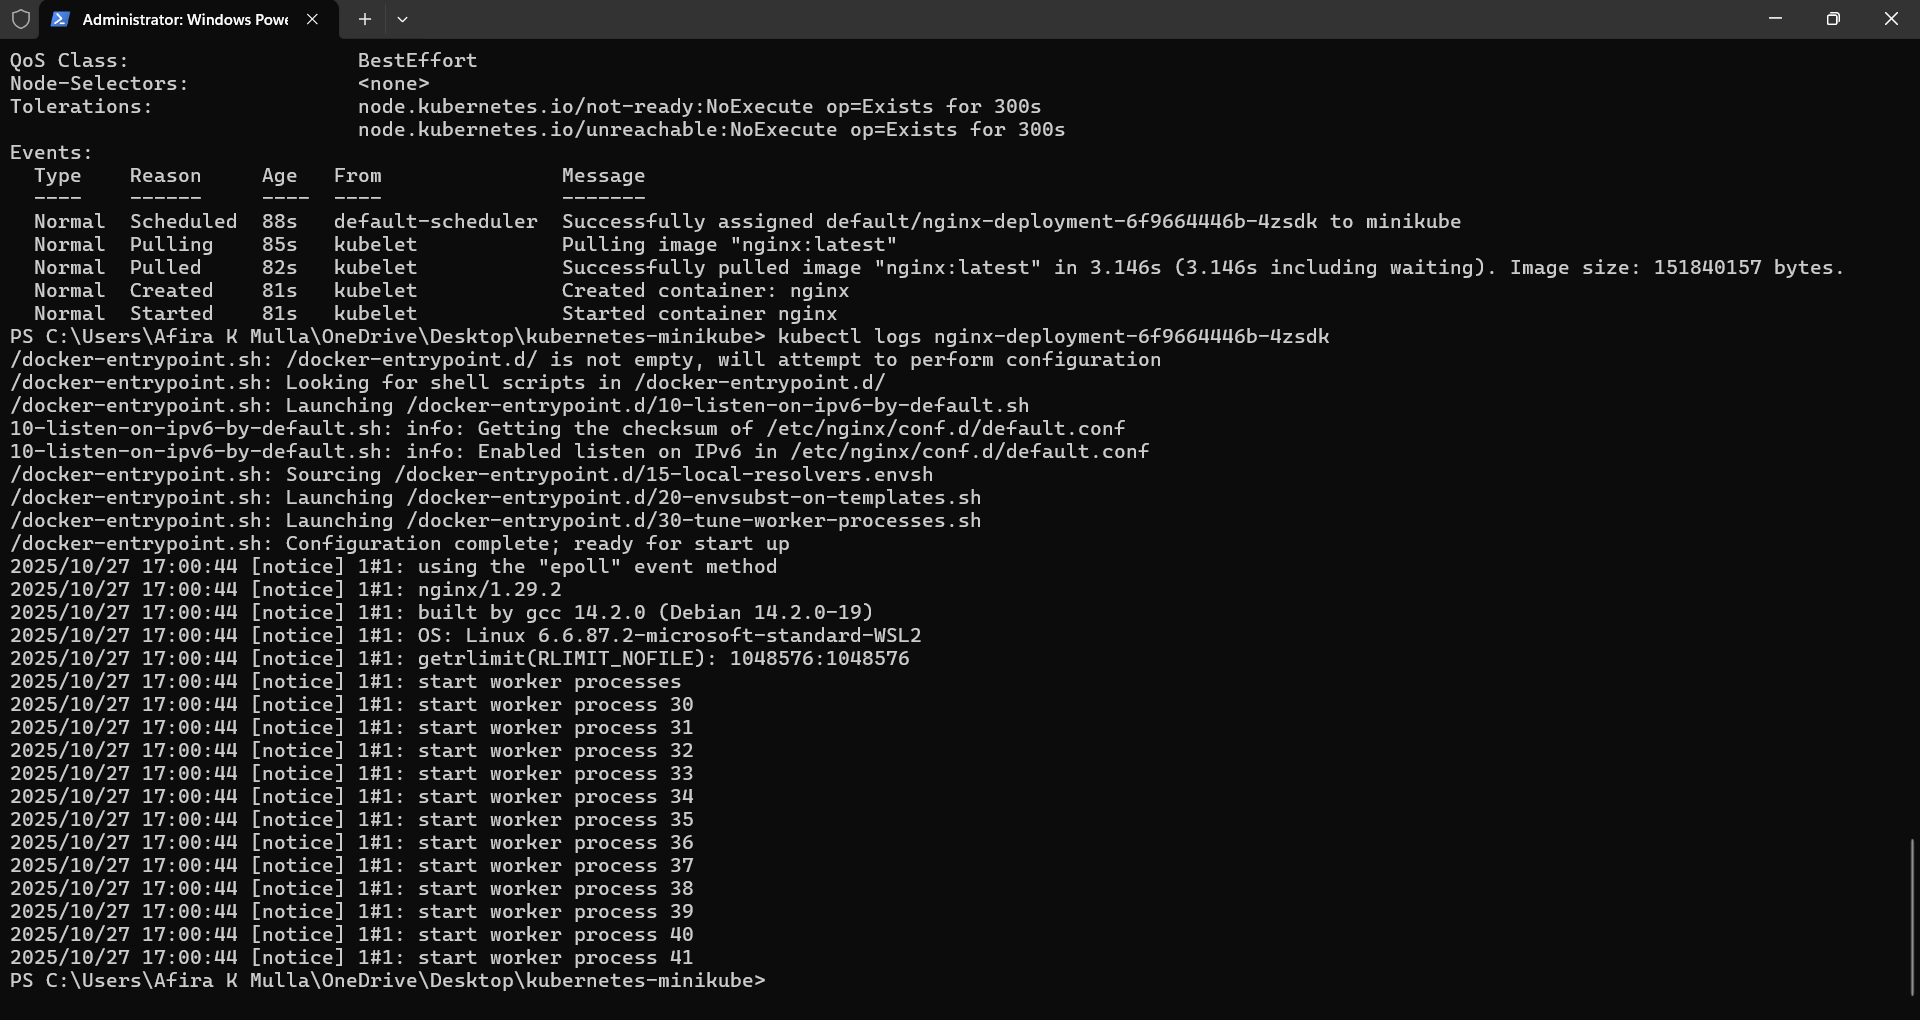 Administrator: Windows Powe
QoS Class:                   BestEffort
Node-Selectors:              <none>
Tolerations:                 node.kubernetes.io/not-ready:NoExecute op=Exists for 300s
                             node.kubernetes.io/unreachable:NoExecute op=Exists for 300s
Events:
  Type    Reason     Age   From               Message
  ----    ------     ----  ----               -------
  Normal  Scheduled  88s   default-scheduler  Successfully assigned default/nginx-deployment-6f9664446b-4zsdk to minikube
  Normal  Pulling    85s   kubelet            Pulling image "nginx:latest"
  Normal  Pulled     82s   kubelet            Successfully pulled image "nginx:latest" in 3.146s (3.146s including waiting). Image size: 151840157 bytes.
  Normal  Created    81s   kubelet            Created container: nginx
  Normal  Started    81s   kubelet            Started container nginx
PS C:\Users\Afira K Mulla\OneDrive\Desktop\kubernetes-minikube> kubectl logs nginx-deployment-6f9664446b-4zsdk
/docker-entrypoint.sh: /docker-entrypoint.d/ is not empty, will attempt to perform configuration
/docker-entrypoint.sh: Looking for shell scripts in /docker-entrypoint.d/
/docker-entrypoint.sh: Launching /docker-entrypoint.d/10-listen-on-ipv6-by-default.sh
10-listen-on-ipv6-by-default.sh: info: Getting the checksum of /etc/nginx/conf.d/default.conf
10-listen-on-ipv6-by-default.sh: info: Enabled listen on IPv6 in /etc/nginx/conf.d/default.conf
/docker-entrypoint.sh: Sourcing /docker-entrypoint.d/15-local-resolvers.envsh
/docker-entrypoint.sh: Launching /docker-entrypoint.d/20-envsubst-on-templates.sh
/docker-entrypoint.sh: Launching /docker-entrypoint.d/30-tune-worker-processes.sh
/docker-entrypoint.sh: Configuration complete; ready for start up
2025/10/27 17:00:44 [notice] 1#1: using the "epoll" event method
2025/10/27 17:00:44 [notice] 1#1: nginx/1.29.2
2025/10/27 17:00:44 [notice] 1#1: built by gcc 14.2.0 (Debian 14.2.0-19)
2025/10/27 17:00:44 [notice] 1#1: OS: Linux 6.6.87.2-microsoft-standard-WSL2
2025/10/27 17:00:44 [notice] 1#1: getrlimit(RLIMIT_NOFILE): 1048576:1048576
2025/10/27 17:00:44 [notice] 1#1: start worker processes
2025/10/27 17:00:44 [notice] 1#1: start worker process 30
2025/10/27 17:00:44 [notice] 1#1: start worker process 31
2025/10/27 17:00:44 [notice] 1#1: start worker process 32
2025/10/27 17:00:44 [notice] 1#1: start worker process 33
2025/10/27 17:00:44 [notice] 1#1: start worker process 34
2025/10/27 17:00:44 [notice] 1#1: start worker process 35
2025/10/27 17:00:44 [notice] 1#1: start worker process 36
2025/10/27 17:00:44 [notice] 1#1: start worker process 37
2025/10/27 17:00:44 [notice] 1#1: start worker process 38
2025/10/27 17:00:44 [notice] 1#1: start worker process 39
2025/10/27 17:00:44 [notice] 1#1: start worker process 40
2025/10/27 17:00:44 [notice] 1#1: start worker process 41
PS C:\Users\Afira K Mulla\OneDrive\Desktop\kubernetes-minikube>